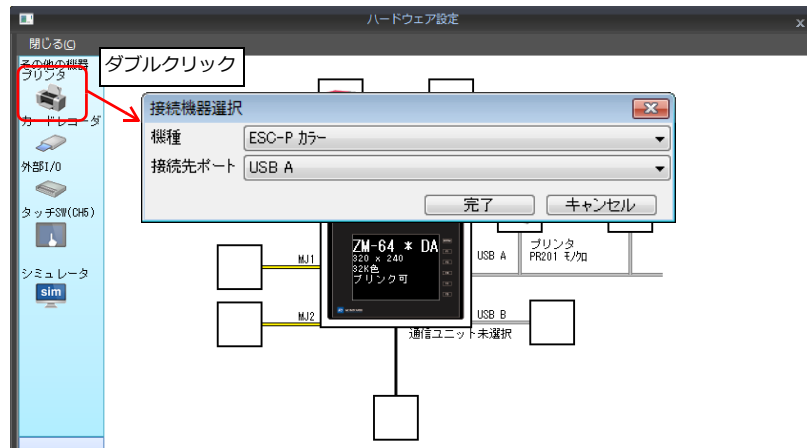 ハードウェア設定
x
閉じる(C)
その他の機器
プリンタ
カードレコーダ
外部I/0
タッチSW(CH5)
シミュレータ
sim
ダブルクリック
接続機器選択
機種
ESC-P カラー
接続先ポート
USB A
完了
キャンセル
ZM-64 * DA
320 x 240
32K色
ブリンク可
MJ1
MJ2
USB A
プリンタ
PR201 モノクロ
USB B
通信ユニット未選択